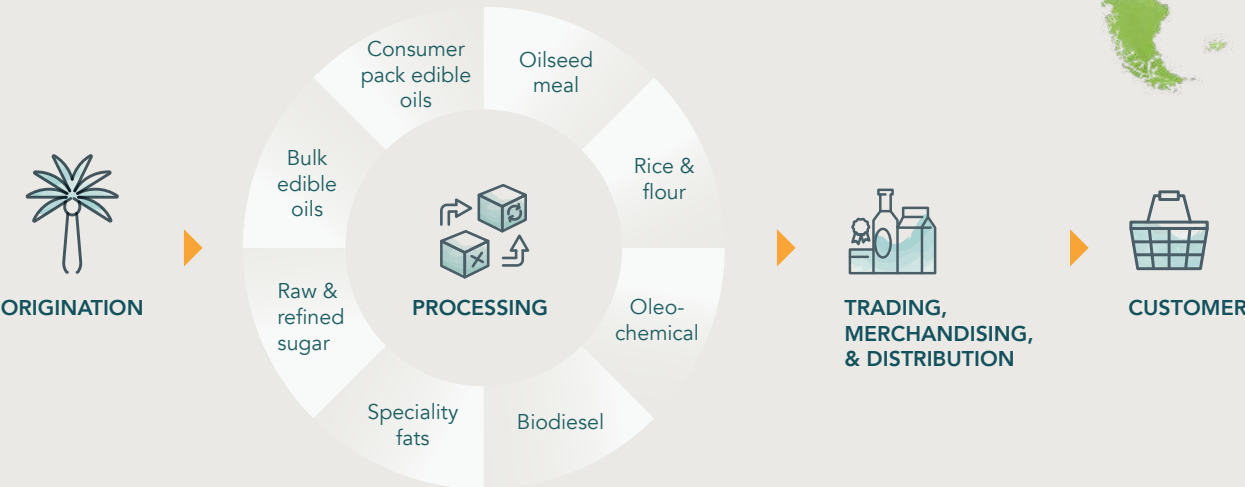 ORIGINATION
Consumer
pack edible
oils
Oilseed
meal
Rice &
flour
Oleo-
chemical
Biodiesel
Speciality
fats
Raw &
refined
sugar
Bulk
edible
oils
PROCESSING
TRADING,
MERCHANDISING,
& DISTRIBUTION
CUSTOMER